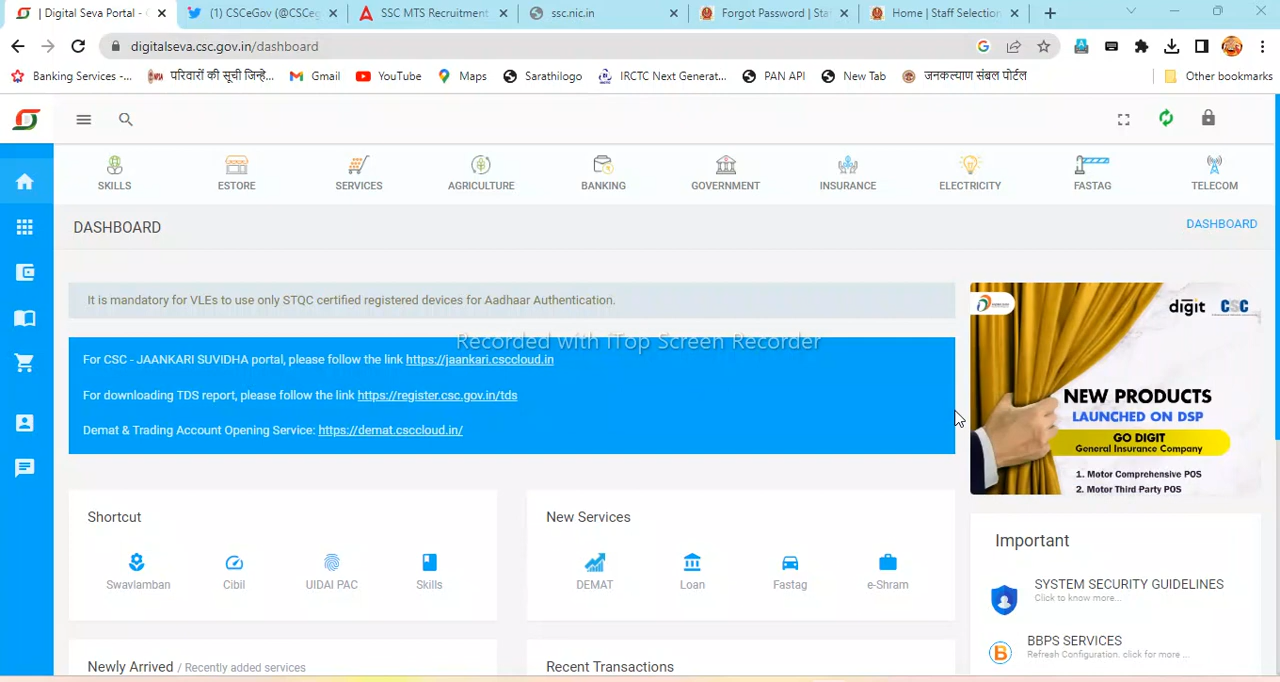 | Digital Seva Portal -
(1) CSCeGov (@CSCeg
SSC MTS Recruitment
ssc.nic.in
Forgot Password | Sta
Home | Staff Selection
digitalseva.csc.gov.in/dashboard
Banking Services -...
परिवारों की सूची जिन्हे...
Gmail
YouTube
Maps
Sarathilogo
IRCTC Next Generat...
PAN API
New Tab
जनकल्याण संबल पोर्टल
Other bookmarks
SKILLS
ESTORE
SERVICES
AGRICULTURE
BANKING
GOVERNMENT
INSURANCE
ELECTRICITY
FASTAG
TELECOM
DASHBOARD
DASHBOARD
It is mandatory for VLEs to use only STQC certified registered devices for Aadhaar Authentication.
Recorded with iTop Screen Recorder
For CSC - JAANKARI SUVIDHA portal, please follow the link https://jaankari.csccloud.in
For downloading TDS report, please follow the link https://register.csc.gov.in/tds
Demat & Trading Account Opening Service: https://demat.csccloud.in/
digit
CSC
NEW PRODUCTS
LAUNCHED ON DSP
GO DIGIT
General Insurance Company
1. Motor Comprehensive POS
2. Motor Third Party POS
Shortcut
Swavlamban
Cibil
UIDAI PAC
Skills
New Services
DEMAT
Loan
Fastag
e-Shram
Important
SYSTEM SECURITY GUIDELINES
Click to know more...
BBPS SERVICES
Refresh Configuration. click for more ...
Newly Arrived / Recently added services
Recent Transactions